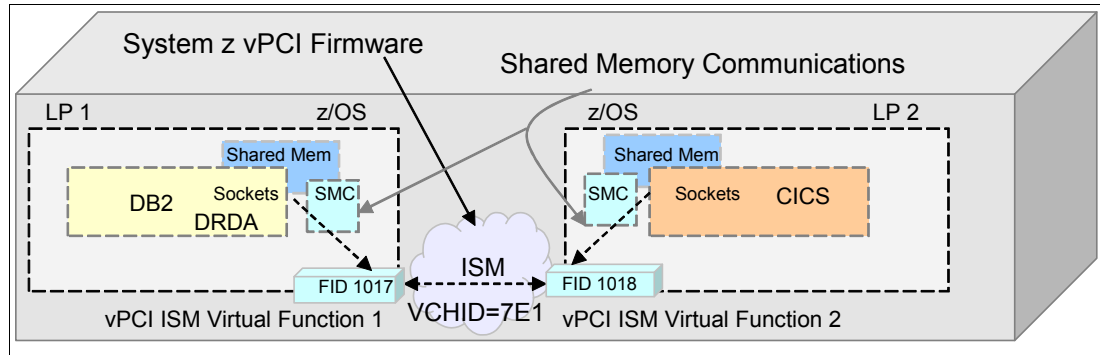 System z vPCI Firmware
Shared Memory Communications
LP 1
z/OS
z/OS
LP 2
Shared Mem
Shared Mem
DB2
Sockets
DRDA
SMC
SMC
Sockets
CICS
ISM
FID 1017
FID 1018
VCHID=7E1
vPCI ISM Virtual Function 1
vPCI ISM Virtual Function 2